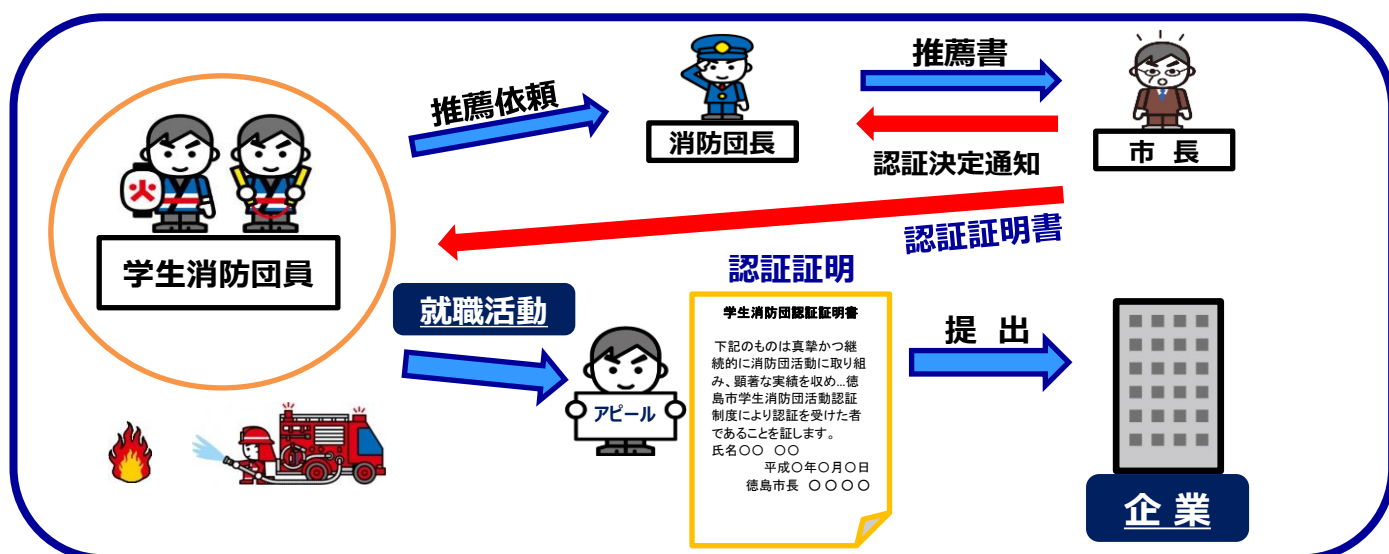 推薦依頼
消防団長
推薦書
市 長
認証決定通知
認証証明書
火
学生消防団員
就職活動
アピール
認証証明
学生消防団認証証明書
下記のものは真摯かつ継
続的に消防団活動に取り組
み、顕著な実績を収め...徳
島市学生消防団活動認証
制度により認証を受けた者
であることを証します。
氏名〇〇 〇〇
平成〇年〇月〇日
徳島市長 〇〇〇〇
提 出
企 業